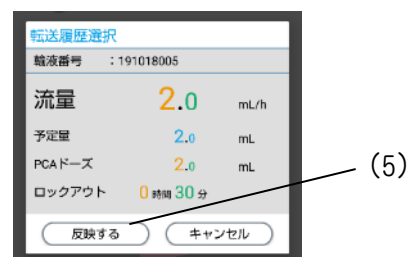 転送履歴選択
輸液番号 :191018005
流量 2.0 mL/h
予定量 2.0 mL
PCAドーズ 2.0 mL
ロックアウト 0 時間 30 分
反映する キャンセル
(5)